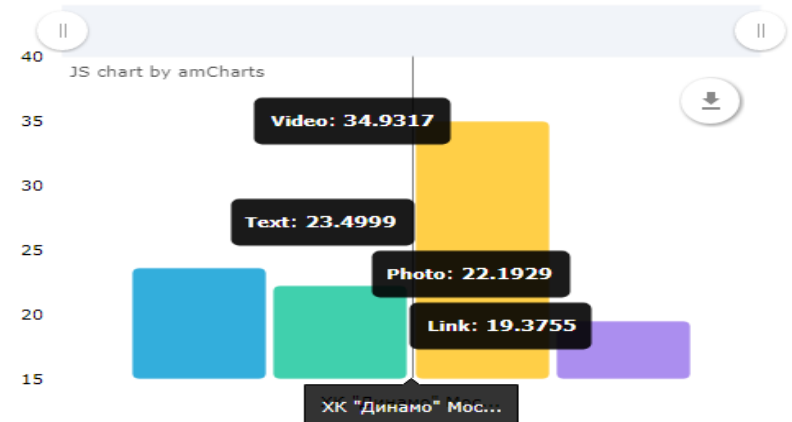 40
JS chart by amCharts
35
Video: 34.9317
30
Text: 23.4999
25
Photo: 22.1929
20
Link: 19.3755
15
ХК "Динамо" Мос...